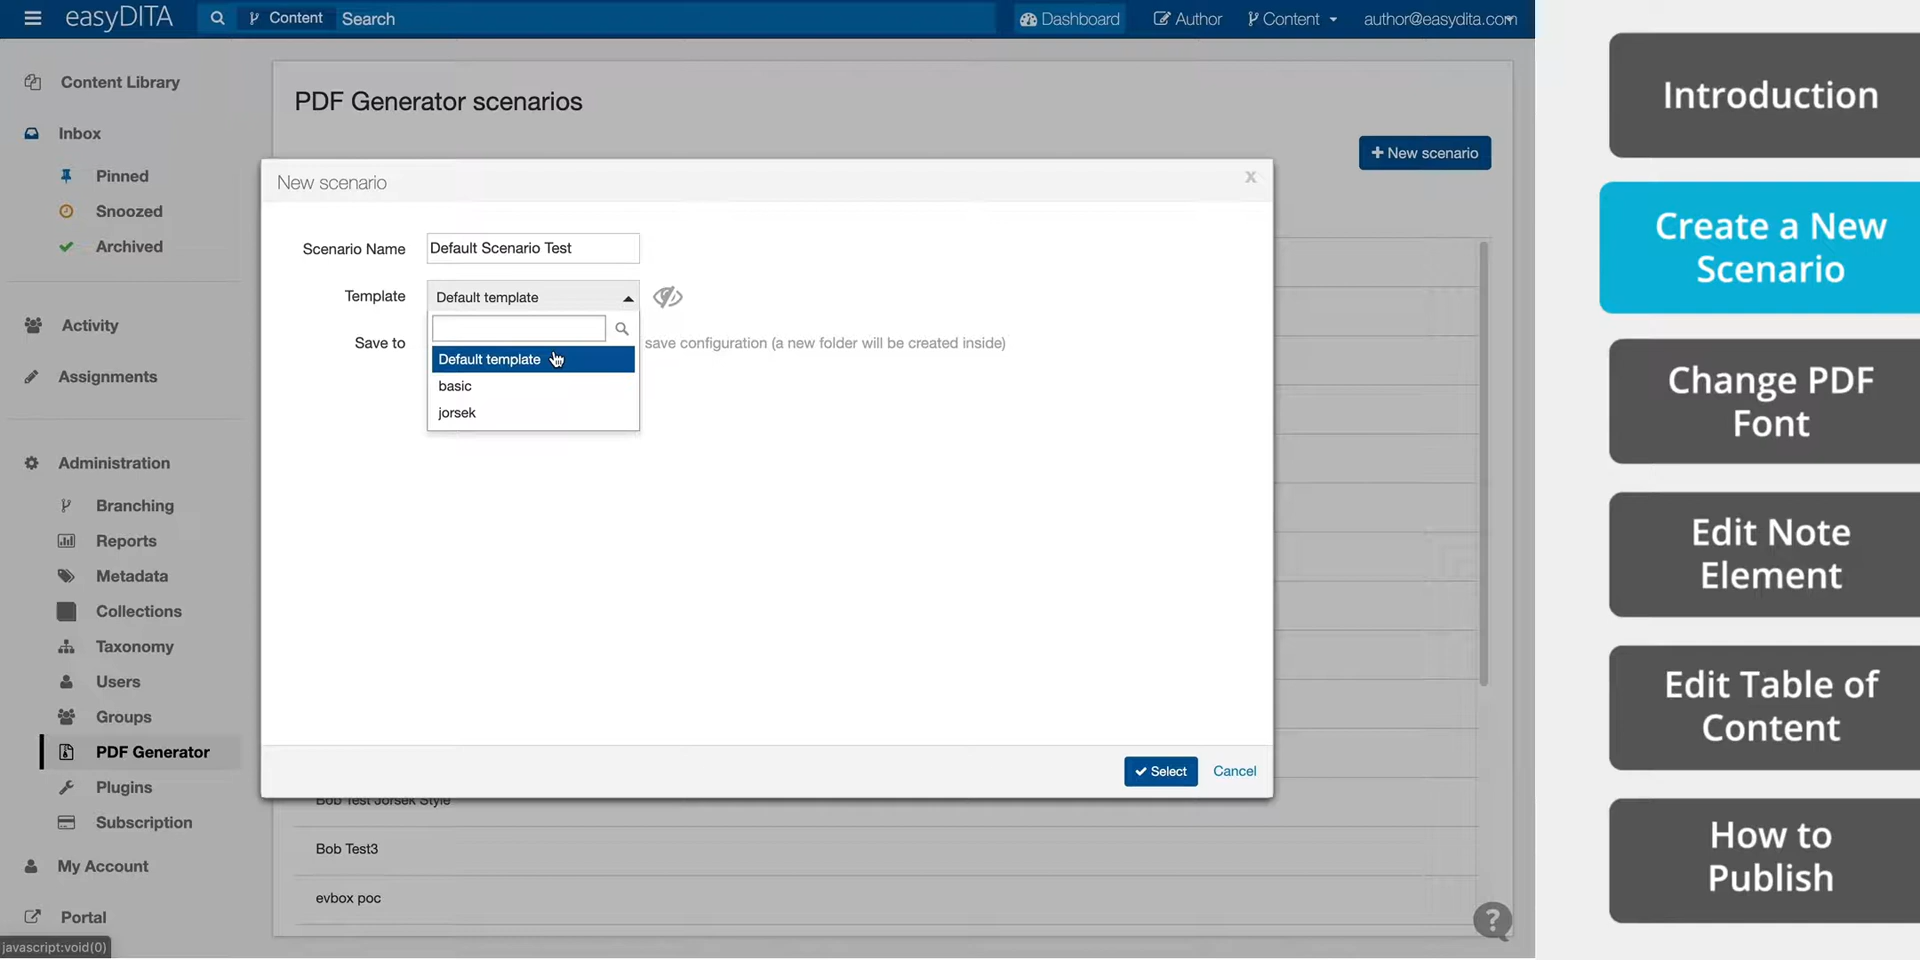 easyDITA
Content
Search
Dashboard
Author
Content
author@easydita.com
Content Library
Inbox
Pinned
Snoozed
Archived
Activity
Assignments
Administration
Branching
Reports
Metadata
Collections
Taxonomy
Users
Groups
PDF Generator
Plugins
Subscription
My Account
Portal
javascript:void(0)
PDF Generator scenarios
+ New scenario
New scenario
x
Scenario Name
Default Scenario Test
Template
Default template
Save to
save configuration (a new folder will be created inside)
Default template
basic
jorsek
Select
Cancel
Bob Test Jorsek Style
Bob Test3
evbox poc
?
Introduction
Create a New
Scenario
Change PDF
Font
Edit Note
Element
Edit Table of
Content
How to
Publish